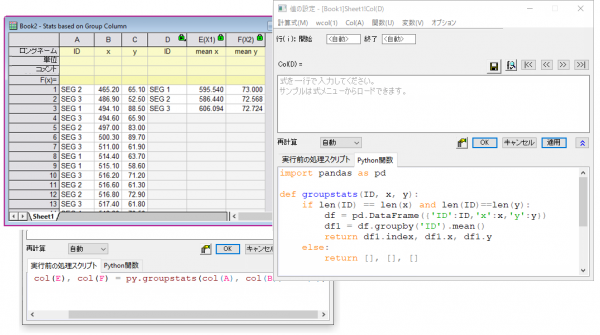 Book2 - Stats based on Group Column
A B C D E(X1) F(X2)
ロングネーム ID x y ID mean x mean y
単位
コメント
F(x)=
1 SEG 2 465.20 65.10 SEG 1 595.540 73.000
2 SEG 3 486.90 52.50 SEG 2 586.440 72.568
3 SEG 1 494.10 88.50 SEG 3 606.094 72.724
4 SEG 3 494.60 65.90
5 SEG 2 497.00 83.00
6 SEG 3 500.30 89.70
7 SEG 3 511.00 61.90
8 SEG 1 514.40 63.70
9 SEG 1 515.10 58.60
10 SEG 3 516.20 71.20
11 SEG 2 516.60 61.30
12 SEG 2 516.80 72.90
13 SEG 3 517.40 61.80
Sheet1
再計算 自動 OK キャンセル
実行前の処理スクリプト Python関数
col(E), col(F) = py.groupstats(col(A), col(B)
値の設定 - [Book1]Sheet1!Col(D)
計算式(M) wcol(1) Col(A) 関数(U) 変数(V) オプション
行(i): 開始 <自動> 終了 <自動>
Col(D) =
式を一行で入力してください。
サンプルは式メニューからロードできます。
再計算 自動 OK キャンセル 適用
実行前の処理スクリプト Python関数
import pandas as pd
def groupstats(ID, x, y):
if len(ID) == len(x) and len(ID)==len(y):
df = pd.DataFrame({'ID':ID,'x':x,'y':y})
df1 = df.groupby('ID').mean()
return df1.index, df1.x, df1.y
else:
return [], [], []